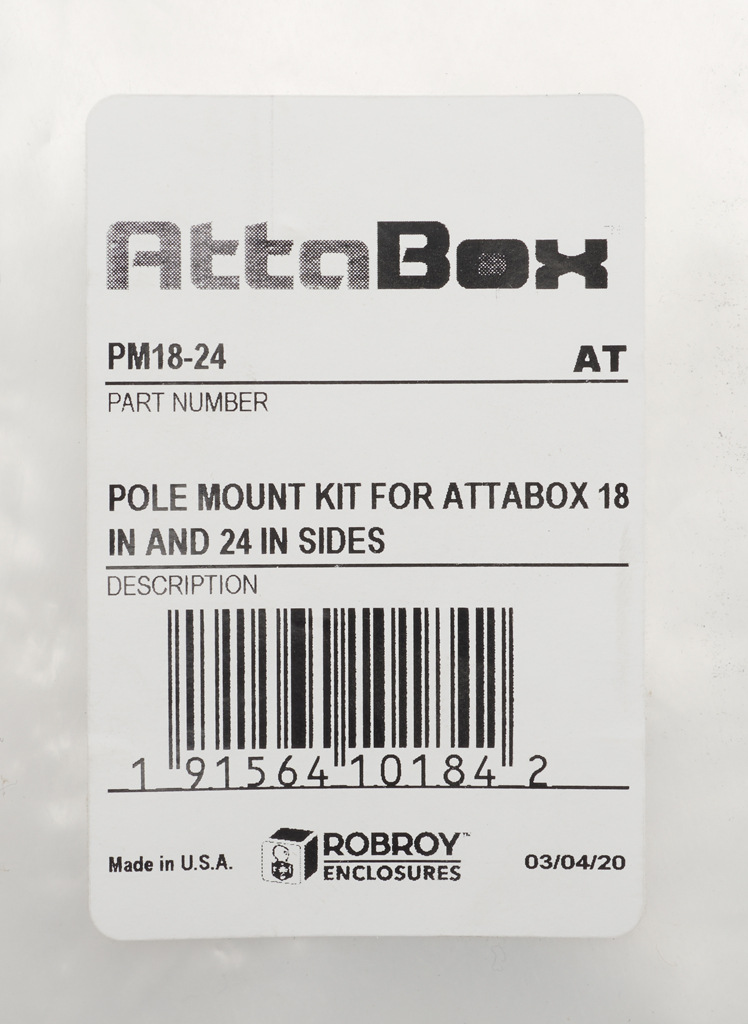 AttaBox
PM18-24 AT
PART NUMBER
POLE MOUNT KIT FOR ATTABOX 18
IN AND 24 IN SIDES
DESCRIPTION
1 91564 10184 2
Made in U.S.A. ROBROY™ 03/04/20
ENCLOSURES